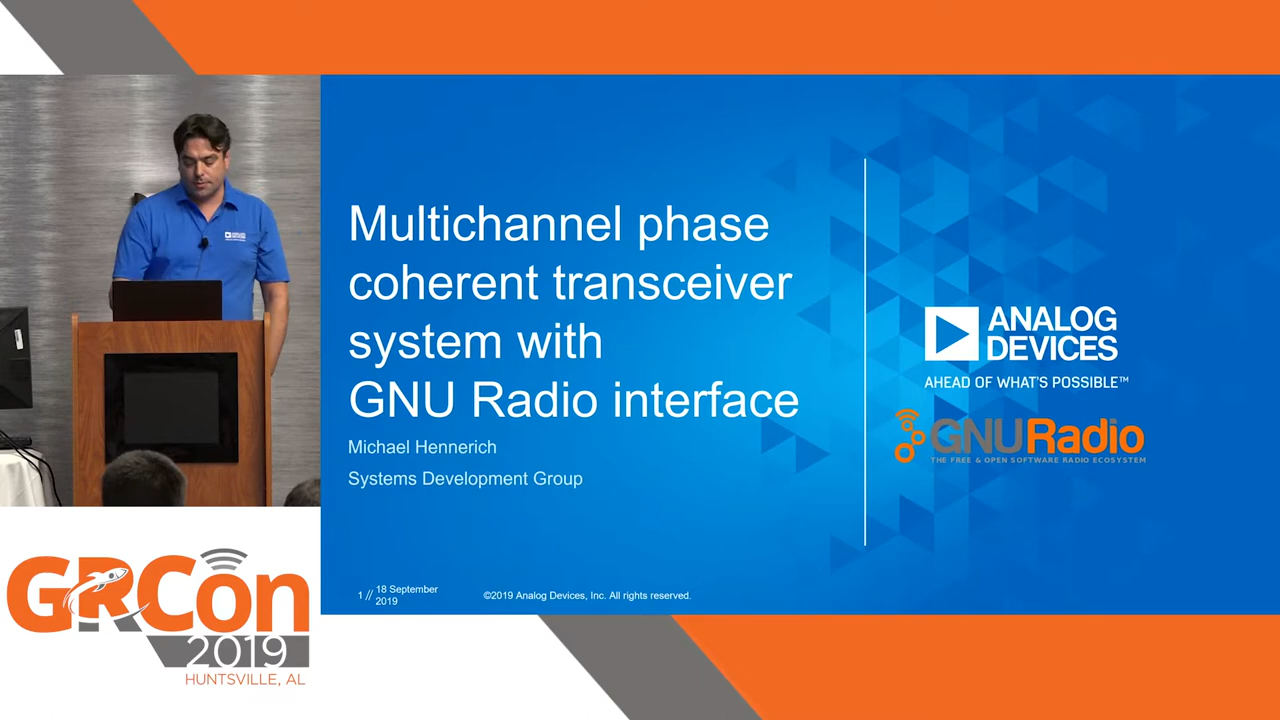 Multichannel phase
coherent transceiver
system with
GNU Radio interface
Michael Hennerich
Systems Development Group
ANALOG
DEVICES
AHEAD OF WHAT'S POSSIBLE™
GNURadio
THE FREE & OPEN SOFTWARE RADIO ECOSYSTEM
1 // 18 September
2019
©2019 Analog Devices, Inc. All rights reserved.
ANALOG
DEVICES
GRCon
2019
HUNTSVILLE, AL